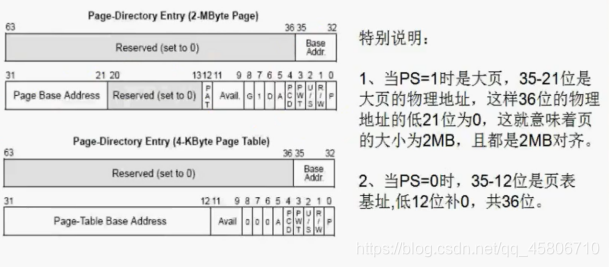 Page-Directory Entry (2-MByte Page)
63 36 35 32
Reserved (set to 0) Base Addr.
31 21 20 13 12 11 9 8 7 6 5 4 3 2 1 0
Page Base Address Reserved (set to 0) PAT Avail. G 1 D A PCD PWT U/S R/W P
Page-Directory Entry (4-KByte Page Table)
63 36 35 32
Reserved (set to 0) Base Addr.
31 12 11 9 8 7 6 5 4 3 2 1 0
Page-Table Base Address Avail 0 0 0 A PCD PWT U/S R/W P
特别说明：
1、当PS=1时是大页，35-21位是
大页的物理地址，这样36位的物理
地址的低21位为0，这就意味着页
的大小为2MB，且都是2MB对齐。
2、当PS=0时，35-12位是页表
基址,低12位补0，共36位。
https://blog.csdn.net/qq_45806710